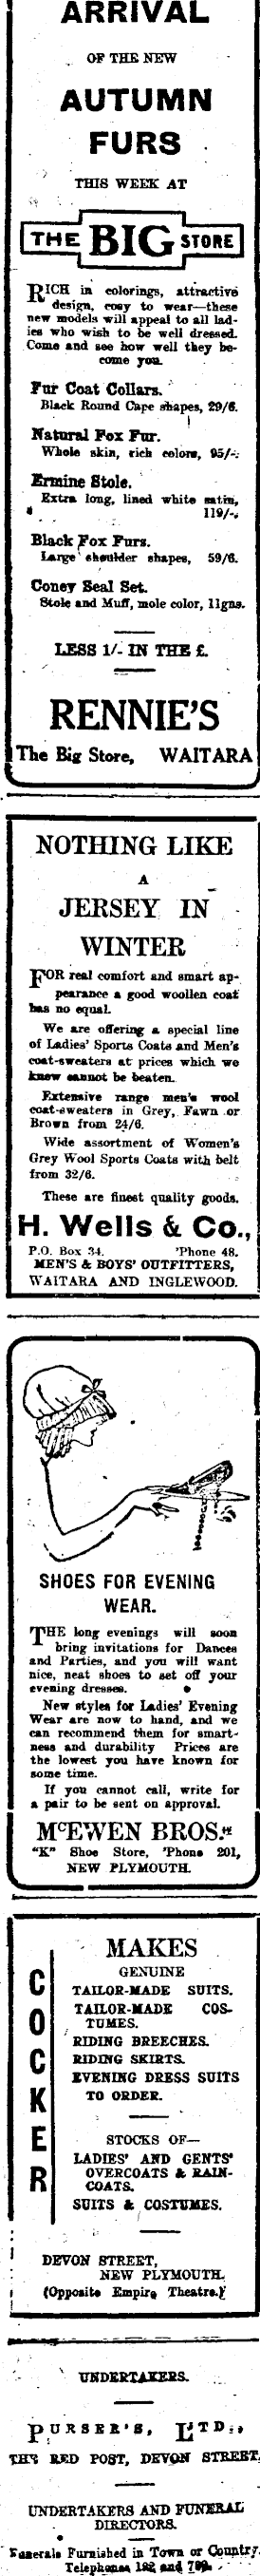 ARRIVAL
OF THE NEW
AUTUMN
FURS
THIS WEEK AT
THE BIG STORE
RICH in colorings, attractive
design, cosy to wear—these
new models will appeal to all lad-
ies who wish to be well dressed.
Come and see how well they be-
come you.
Fur Coat Collars.
Black Round Cape shapes, 29/6.
Natural Fox Fur.
Whole skin, rich colors, 95/-.
Ermine Stole.
Extra long, lined white satin,
119/-.
Black Fox Furs.
Large shoulder shapes, 59/6.
Coney Seal Set.
Stole and Muff, mole color, 11gns.
LESS 1/- IN THE £.
RENNIE'S
The Big Store, WAITARA
NOTHING LIKE
A
JERSEY IN
WINTER
FOR real comfort and smart ap-
pearance a good woollen coat
has no equal.
We are offering a special line
of Ladies' Sports Coats and Men's
coat-sweaters at prices which we
know cannot be beaten.
Extensive range men's wool
coat-sweaters in Grey, Fawn or
Brown from 24/6.
Wide assortment of Women's
Grey Wool Sports Coats with belt
from 32/6.
These are finest quality goods.
H. Wells & Co.,
P.O. Box 34. 'Phone 48.
MEN'S & BOYS' OUTFITTERS,
WAITARA AND INGLEWOOD.
SHOES FOR EVENING
WEAR.
THE long evenings will soon
bring invitations for Dances
and Parties, and you will want
nice, neat shoes to set off your
evening dresses.
New styles for Ladies' Evening
Wear are now to hand, and we
can recommend them for smart-
ness and durability Prices are
the lowest you have known for
some time.
If you cannot call, write for
a pair to be sent on approval.
McEWEN BROS.
"K" Shoe Store, 'Phone 201,
NEW PLYMOUTH.
COCKER
MAKES
GENUINE
TAILOR-MADE SUITS.
TAILOR-MADE COS-
TUMES.
RIDING BREECHES.
RIDING SKIRTS.
EVENING DRESS SUITS
TO ORDER.
STOCKS OF—
LADIES' AND GENTS'
OVERCOATS & RAIN-
COATS.
SUITS & COSTUMES.
DEVON STREET,
NEW PLYMOUTH.
(Opposite Empire Theatre.)
UNDERTAKERS.
PURSER'S, LTD.,
THE RED POST, DEVON STREET,
UNDERTAKERS AND FUNERAL
DIRECTORS.
Funerals Furnished in Town or Country.
Telephones 182 and